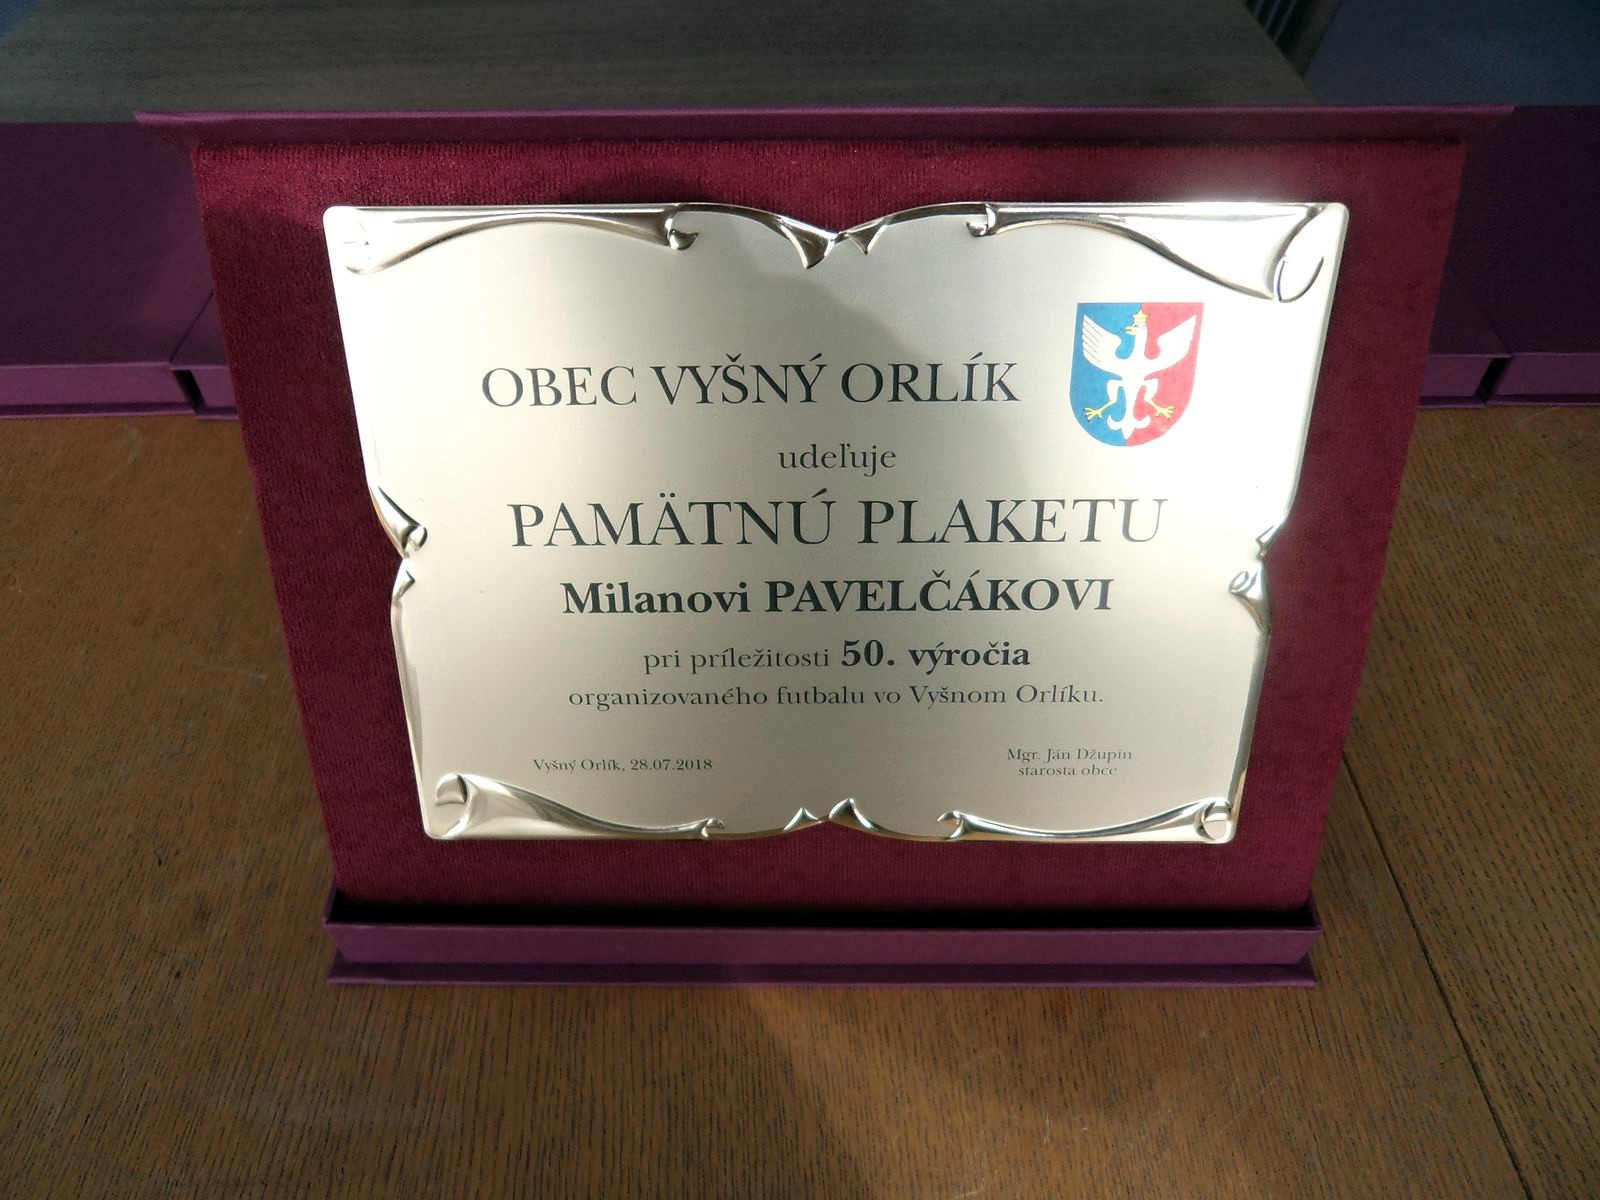 OBEC VYŠNÝ ORLÍK
udeľuje
PAMÄTNÚ PLAKETU
Milanovi PAVELČÁKOVI
pri príležitosti 50. výročia
organizovaného futbalu vo Vyšnom Orlíku.
Vyšný Orlík, 28.07.2018
Mgr. Ján Džupin
starosta obce